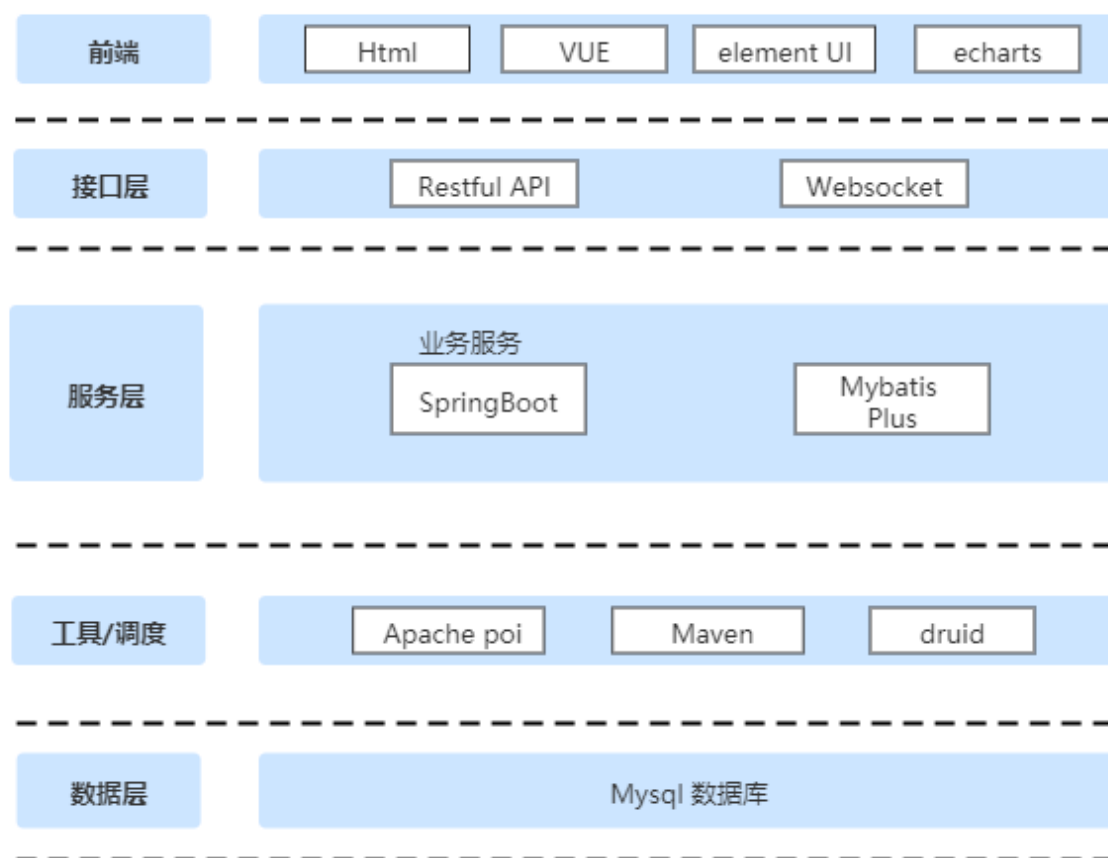 前端
Html
VUE
element UI
echarts
接口层
Restful API
Websocket
服务层
业务服务
SpringBoot
Mybatis
Plus
工具/调度
Apache poi
Maven
druid
数据层
Mysql 数据库